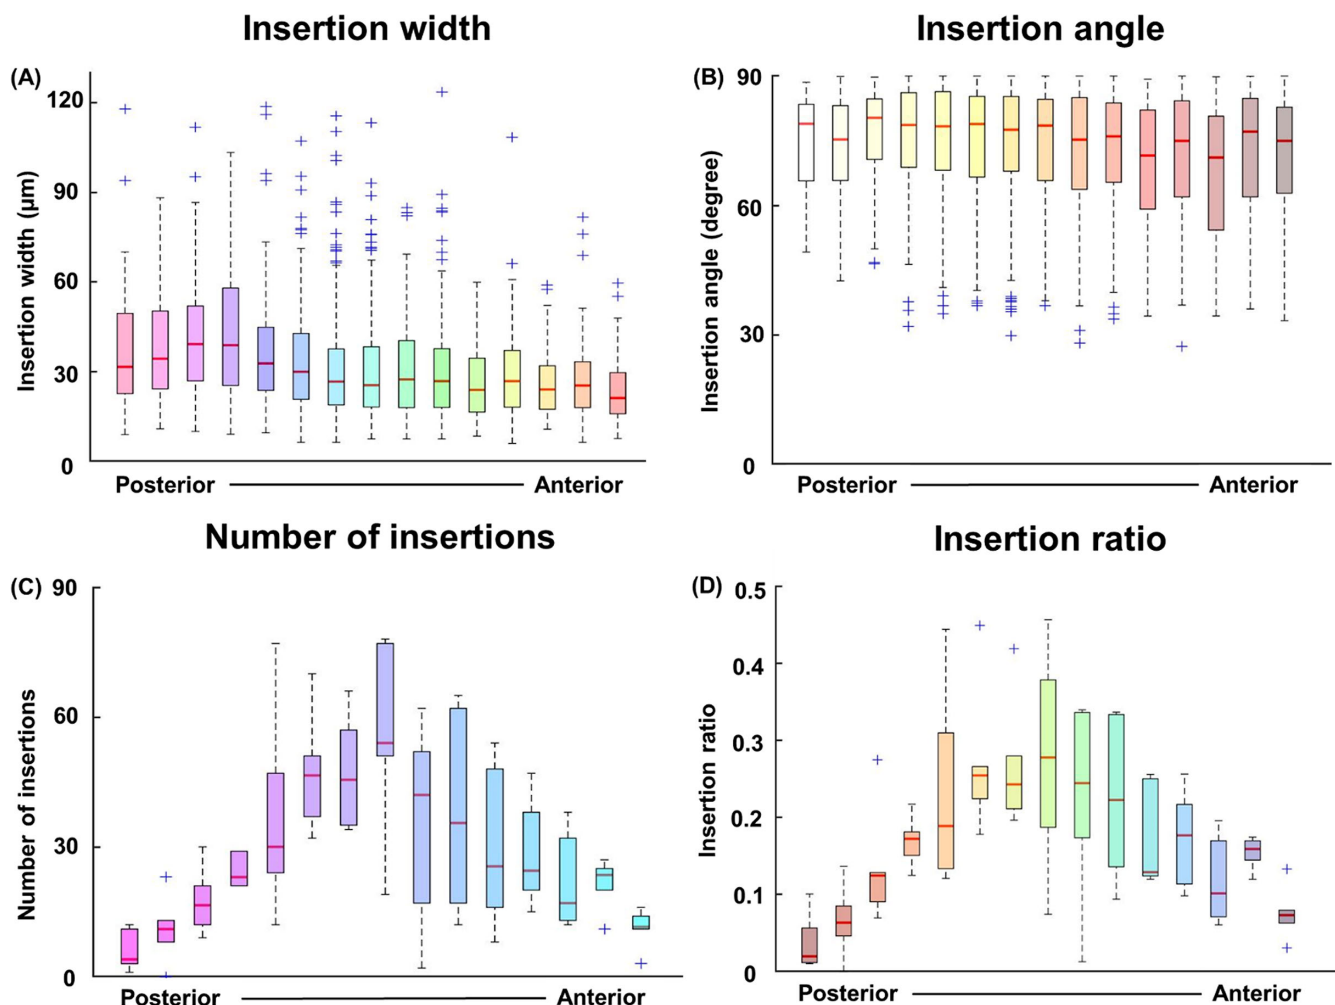 Insertion width
(A)
120
90
60
30
0
Insertion width (µm)
Posterior
Anterior
Insertion angle
(B)
90
60
30
0
Insertion angle (degree)
Posterior
Anterior
Number of insertions
(C)
90
60
30
0
Number of insertions
Posterior
Anterior
Insertion ratio
(D)
0.5
0.4
0.3
0.2
0.1
0
Insertion ratio
Posterior
Anterior